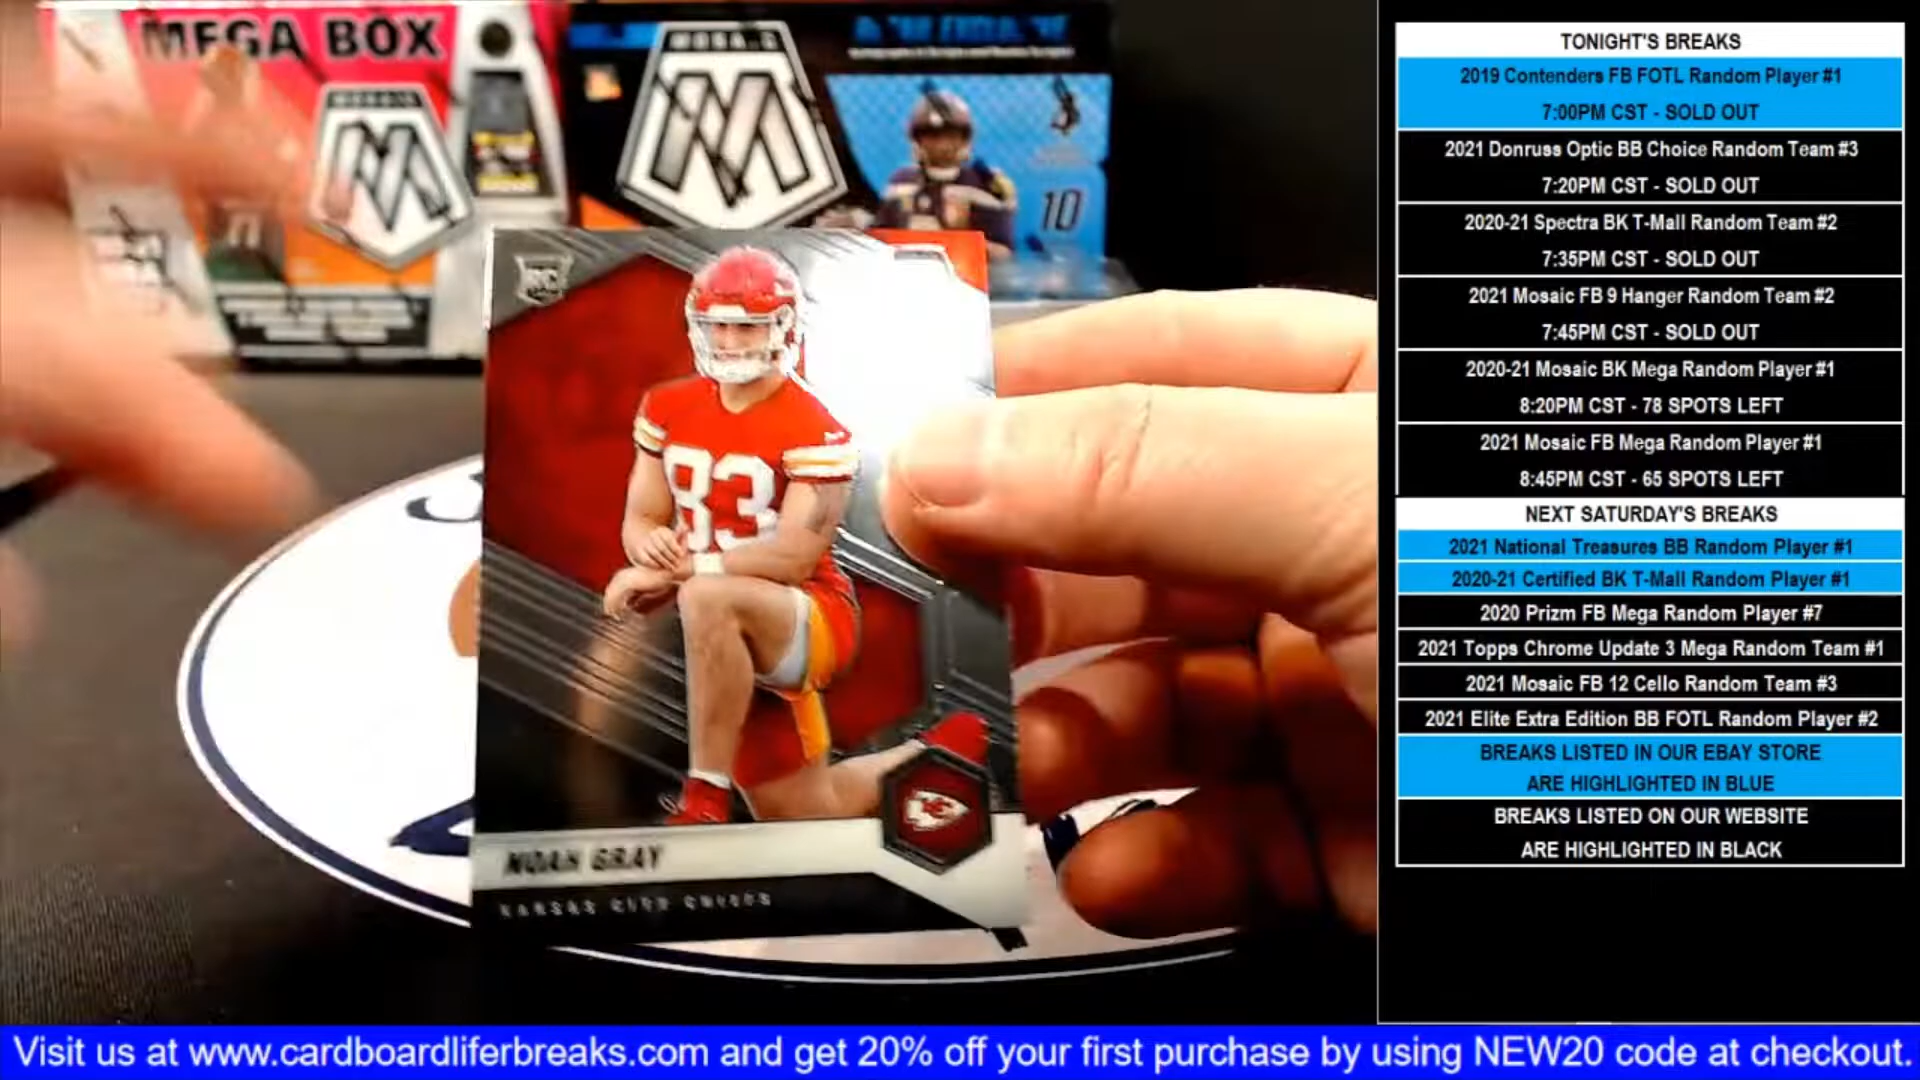 MEGA BOX
MOSAIC
10
RC
83
NOAH GRAY
KANSAS CITY CHIEFS
TONIGHT'S BREAKS
2019 Contenders FB FOTL Random Player #1
7:00PM CST - SOLD OUT
2021 Donruss Optic BB Choice Random Team #3
7:20PM CST - SOLD OUT
2020-21 Spectra BK T-Mall Random Team #2
7:35PM CST - SOLD OUT
2021 Mosaic FB 9 Hanger Random Team #2
7:45PM CST - SOLD OUT
2020-21 Mosaic BK Mega Random Player #1
8:20PM CST - 78 SPOTS LEFT
2021 Mosaic FB Mega Random Player #1
8:45PM CST - 65 SPOTS LEFT
NEXT SATURDAY'S BREAKS
2021 National Treasures BB Random Player #1
2020-21 Certified BK T-Mall Random Player #1
2020 Prizm FB Mega Random Player #7
2021 Topps Chrome Update 3 Mega Random Team #1
2021 Mosaic FB 12 Cello Random Team #3
2021 Elite Extra Edition BB FOTL Random Player #2
BREAKS LISTED IN OUR EBAY STORE
ARE HIGHLIGHTED IN BLUE
BREAKS LISTED ON OUR WEBSITE
ARE HIGHLIGHTED IN BLACK
Visit us at www.cardboardliferbreaks.com and get 20% off your first purchase by using NEW20 code at checkout.